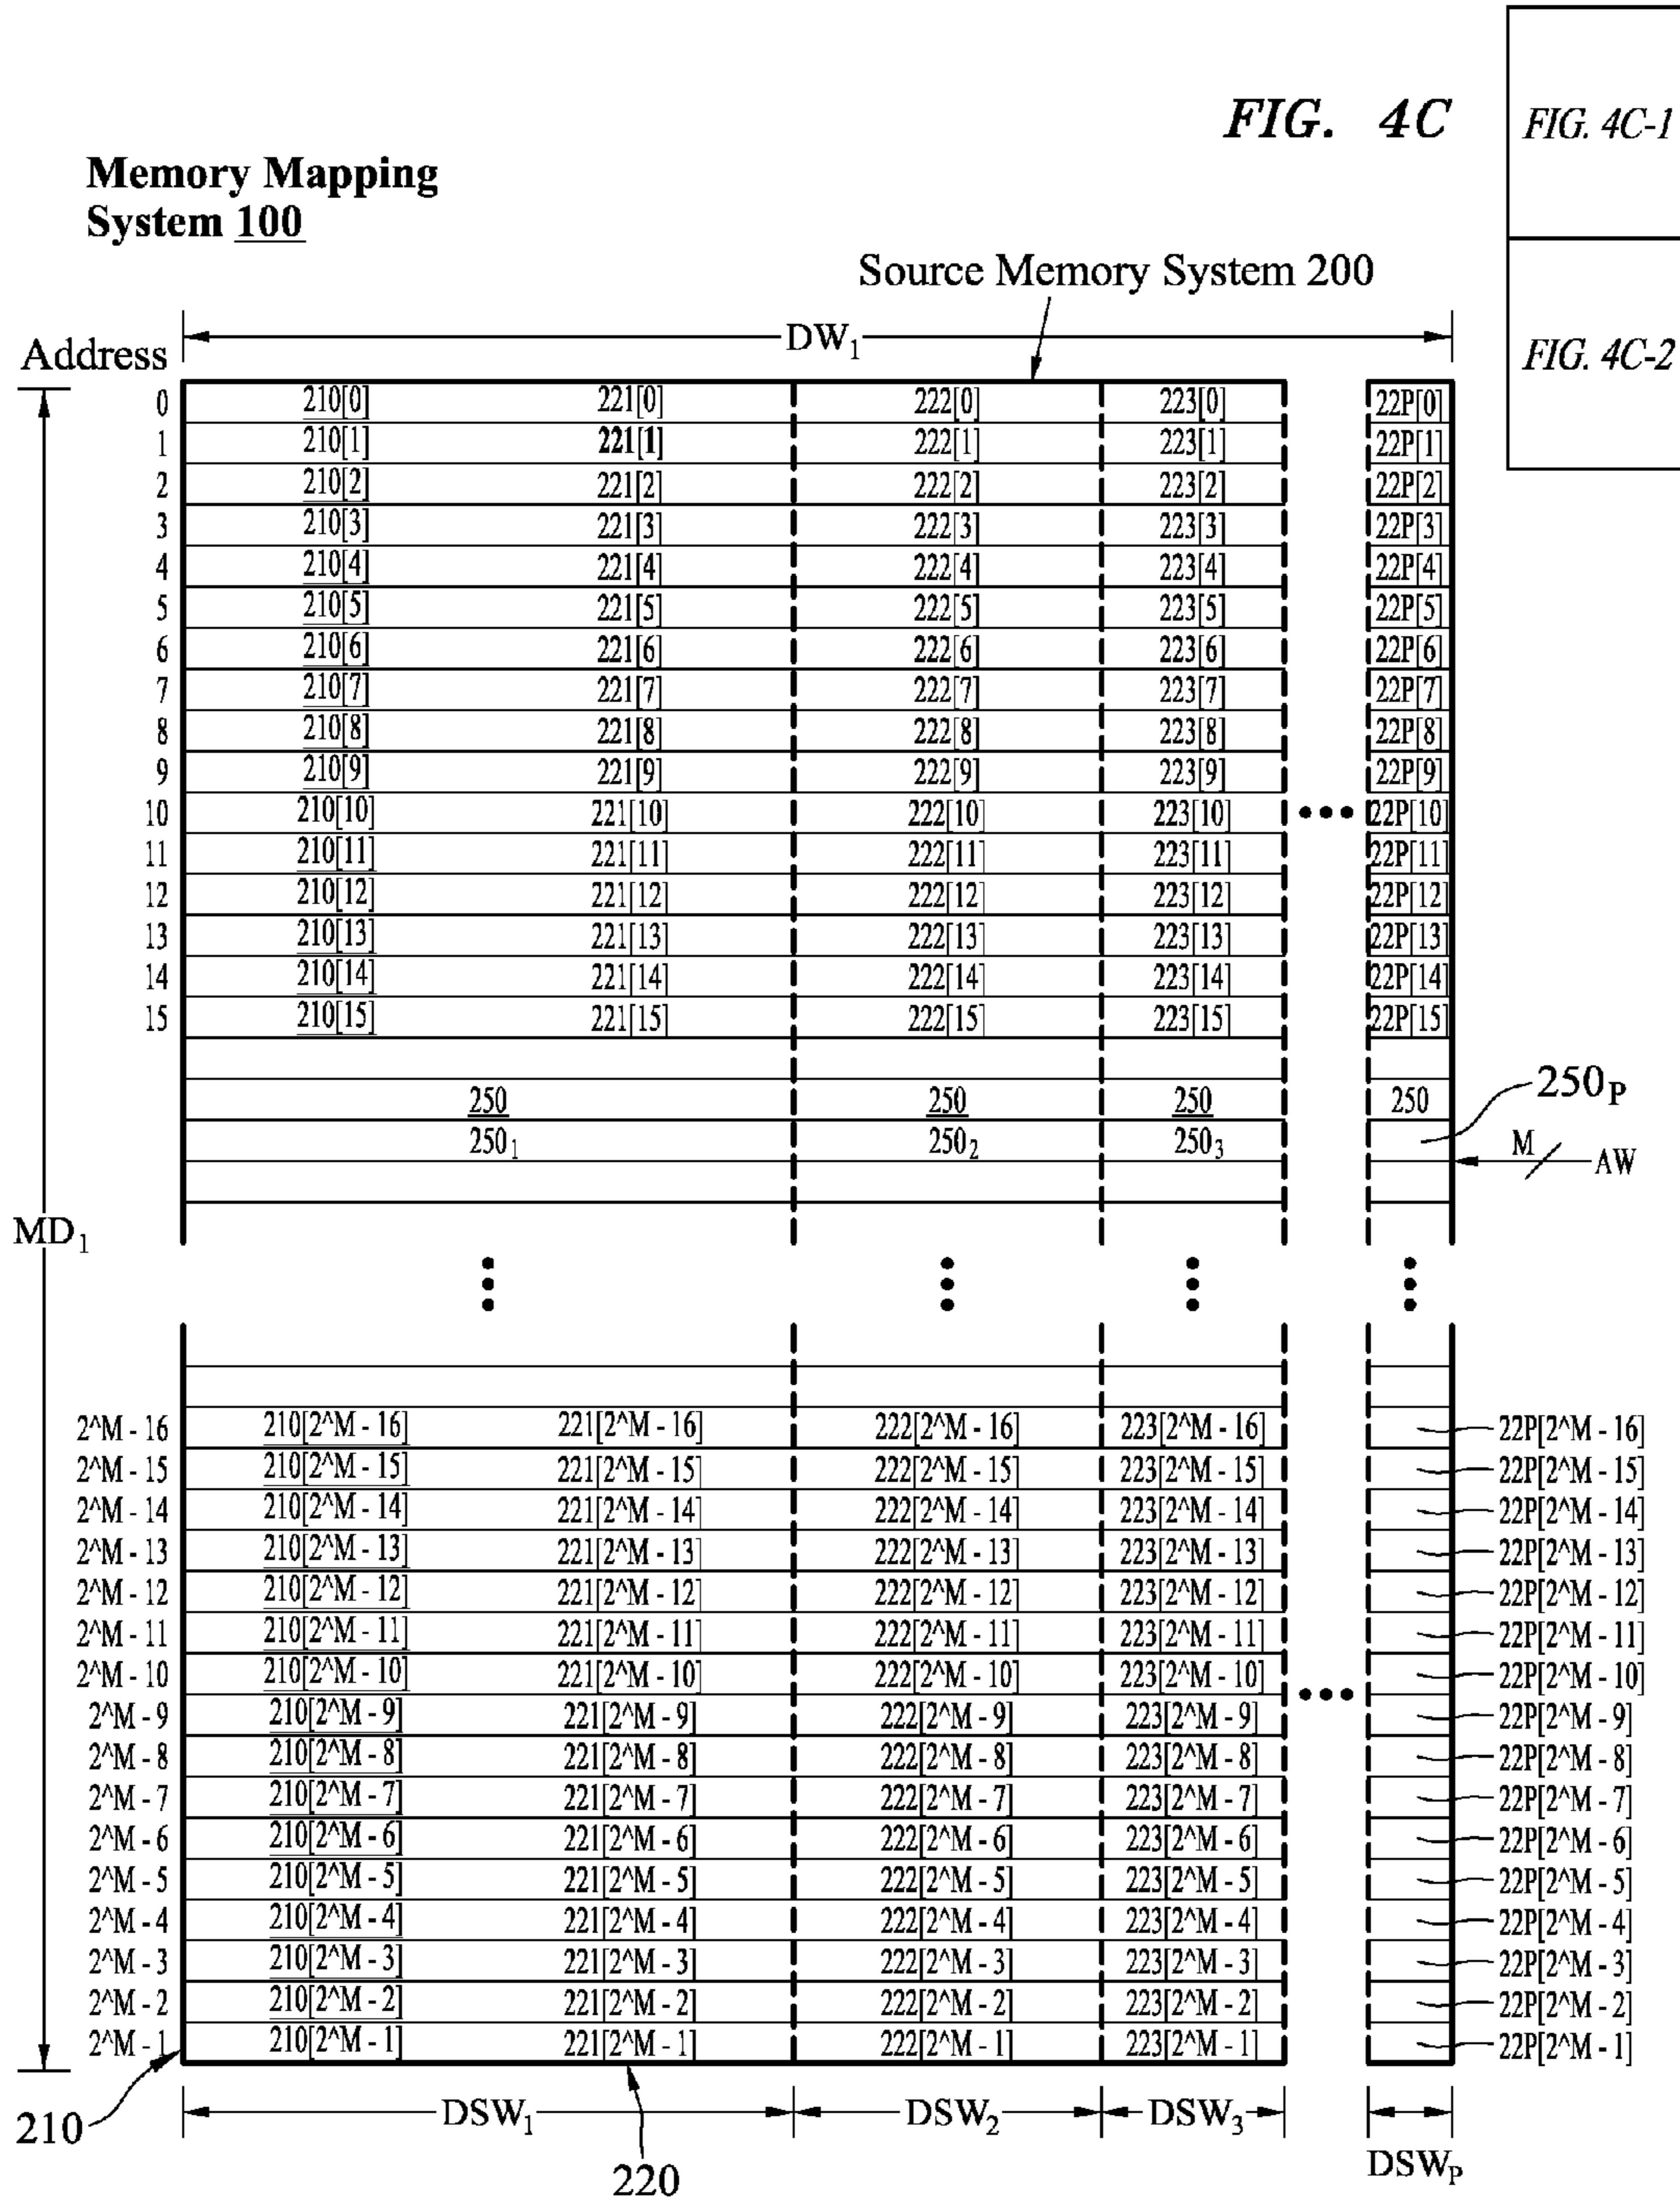 FIG. 4C
FIG. 4C-1
FIG. 4C-2
Memory Mapping
System 100
Source Memory System 200
DW1
Address
0 210[0] 221[0] 222[0] 223[0] 22P[0]
1 210[1] 221[1] 222[1] 223[1] 22P[1]
2 210[2] 221[2] 222[2] 223[2] 22P[2]
3 210[3] 221[3] 222[3] 223[3] 22P[3]
4 210[4] 221[4] 222[4] 223[4] 22P[4]
5 210[5] 221[5] 222[5] 223[5] 22P[5]
6 210[6] 221[6] 222[6] 223[6] 22P[6]
7 210[7] 221[7] 222[7] 223[7] 22P[7]
8 210[8] 221[8] 222[8] 223[8] 22P[8]
9 210[9] 221[9] 222[9] 223[9] 22P[9]
10 210[10] 221[10] 222[10] 223[10] ••• 22P[10]
11 210[11] 221[11] 222[11] 223[11] 22P[11]
12 210[12] 221[12] 222[12] 223[12] 22P[12]
13 210[13] 221[13] 222[13] 223[13] 22P[13]
14 210[14] 221[14] 222[14] 223[14] 22P[14]
15 210[15] 221[15] 222[15] 223[15] 22P[15]
250 250 250 250 250P
2501 2502 2503 M AW
MD1
2^M - 16 210[2^M - 16] 221[2^M - 16] 222[2^M - 16] 223[2^M - 16] 22P[2^M - 16]
2^M - 15 210[2^M - 15] 221[2^M - 15] 222[2^M - 15] 223[2^M - 15] 22P[2^M - 15]
2^M - 14 210[2^M - 14] 221[2^M - 14] 222[2^M - 14] 223[2^M - 14] 22P[2^M - 14]
2^M - 13 210[2^M - 13] 221[2^M - 13] 222[2^M - 13] 223[2^M - 13] 22P[2^M - 13]
2^M - 12 210[2^M - 12] 221[2^M - 12] 222[2^M - 12] 223[2^M - 12] 22P[2^M - 12]
2^M - 11 210[2^M - 11] 221[2^M - 11] 222[2^M - 11] 223[2^M - 11] 22P[2^M - 11]
2^M - 10 210[2^M - 10] 221[2^M - 10] 222[2^M - 10] 223[2^M - 10] ••• 22P[2^M - 10]
2^M - 9 210[2^M - 9] 221[2^M - 9] 222[2^M - 9] 223[2^M - 9] 22P[2^M - 9]
2^M - 8 210[2^M - 8] 221[2^M - 8] 222[2^M - 8] 223[2^M - 8] 22P[2^M - 8]
2^M - 7 210[2^M - 7] 221[2^M - 7] 222[2^M - 7] 223[2^M - 7] 22P[2^M - 7]
2^M - 6 210[2^M - 6] 221[2^M - 6] 222[2^M - 6] 223[2^M - 6] 22P[2^M - 6]
2^M - 5 210[2^M - 5] 221[2^M - 5] 222[2^M - 5] 223[2^M - 5] 22P[2^M - 5]
2^M - 4 210[2^M - 4] 221[2^M - 4] 222[2^M - 4] 223[2^M - 4] 22P[2^M - 4]
2^M - 3 210[2^M - 3] 221[2^M - 3] 222[2^M - 3] 223[2^M - 3] 22P[2^M - 3]
2^M - 2 210[2^M - 2] 221[2^M - 2] 222[2^M - 2] 223[2^M - 2] 22P[2^M - 2]
2^M - 1 210[2^M - 1] 221[2^M - 1] 222[2^M - 1] 223[2^M - 1] 22P[2^M - 1]
210 DSW1 DSW2 DSW3
220 DSWP